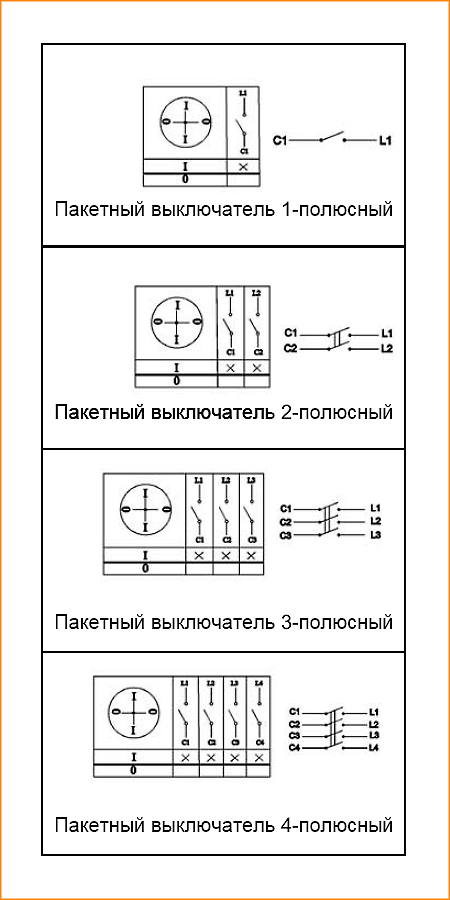 L1
I
0 0 C1 L1
I
C1
I ×
0
Пакетный выключатель 1-полюсный
L1 L2
I
0 0 C1 L1
I C2 L2
C1 C2
I × ×
0
Пакетный выключатель 2-полюсный
L1 L2 L3
I
0 0 C1 L1
I C2 L2
C1 C2 C3 C3 L3
I × × ×
0
Пакетный выключатель 3-полюсный
L1 L2 L3 L4
I
0 0 C1 L1
I C2 L2
C1 C2 C3 C4 C3 L3
I × × × × C4 L4
0
Пакетный выключатель 4-полюсный